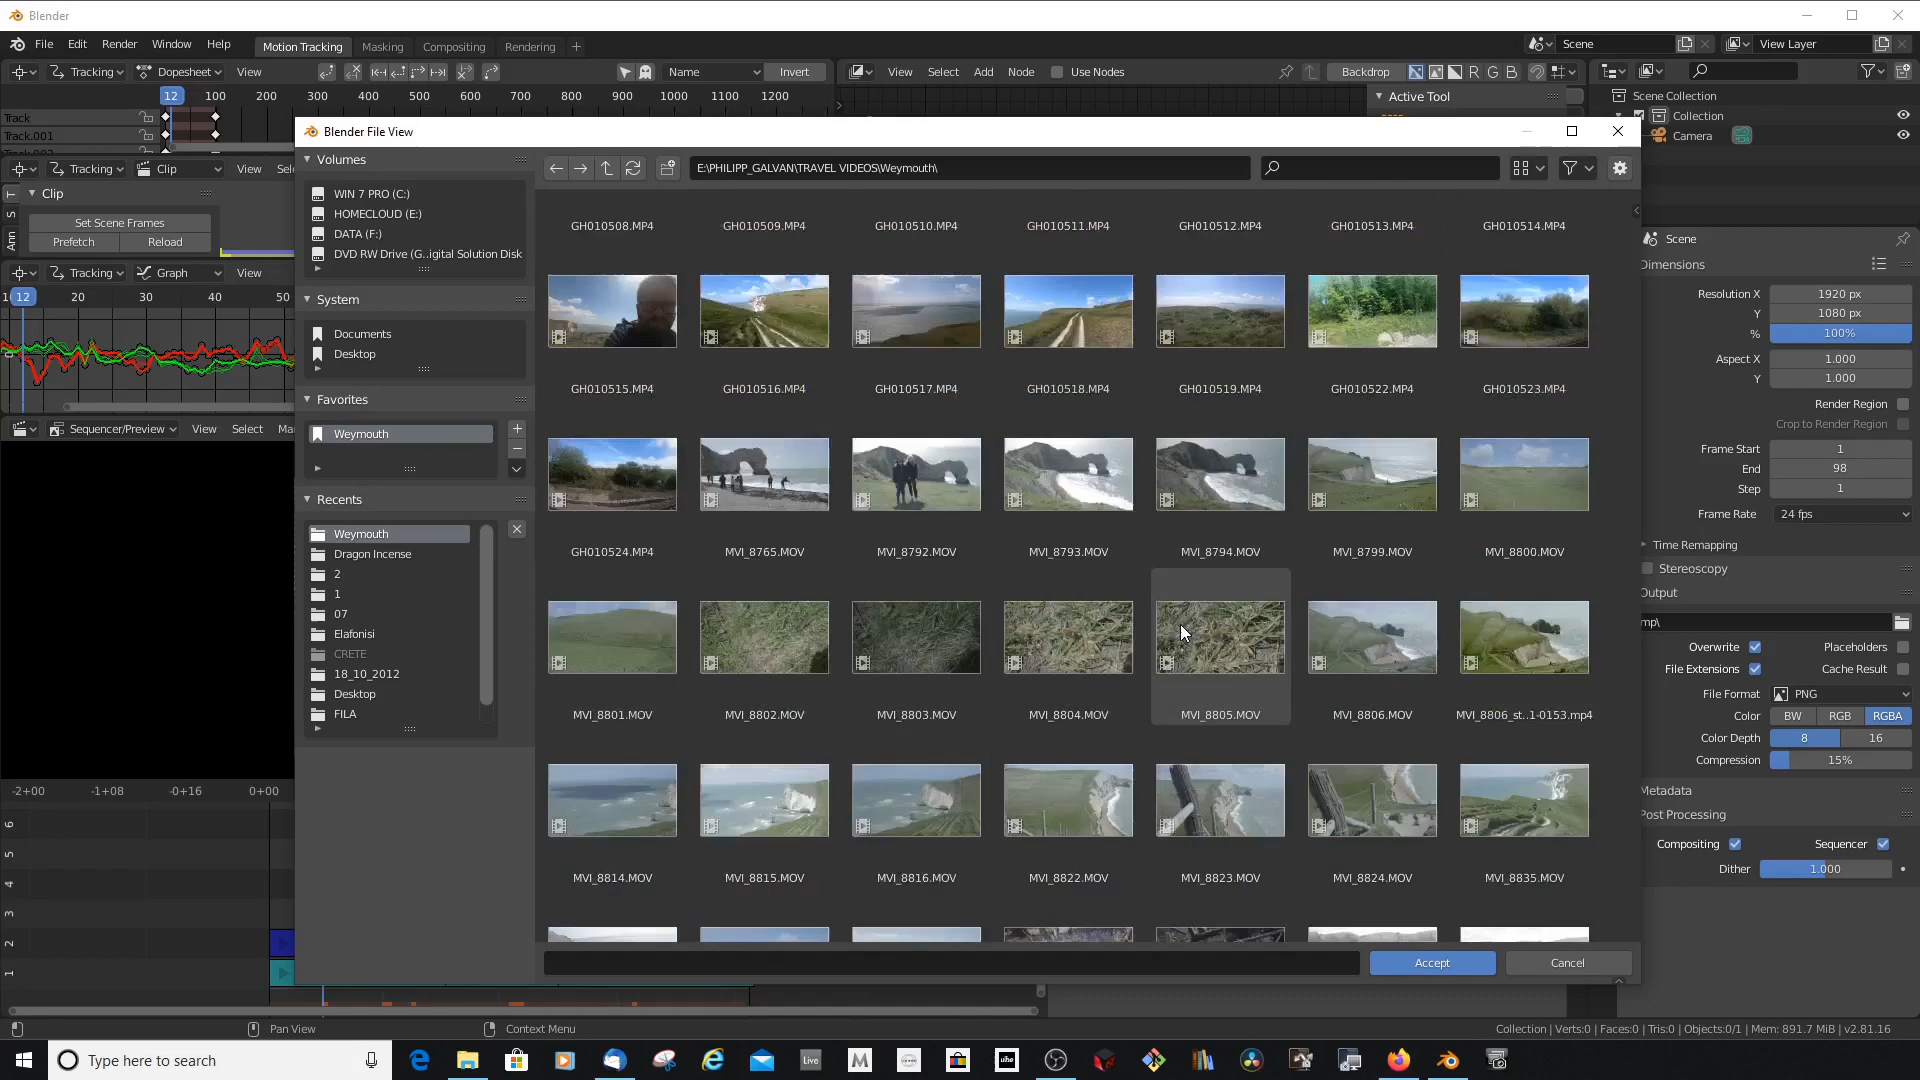 Blender
File Edit Render Window Help Motion Tracking Masking Compositing Rendering + Scene View Layer
Tracking Dopesheet View Name Invert View Select Add Node Use Nodes Backdrop R G B
12 100 200 300 400 500 600 700 800 900 1000 1100 1200 Active Tool Scene Collection
Track Collection
Track.001 Camera
Blender File View
Clip View
Volumes
E:\PHILIPP_GALVAN\TRAVEL VIDEOS\Weymouth\
Clip
Set Scene Frames
Prefetch Reload
T
S
Ann
WIN 7 PRO (C:)
HOMECLOUD (E:)
DATA (F:)
DVD RW Drive (G..igital Solution Disk
Tracking Graph View
12 20 30 40 50
System
Documents
Desktop
Favorites
Weymouth
Sequencer/Preview View Select
Recents
Weymouth
Dragon Incense
2
1
07
Elafonisi
CRETE
18_10_2012
Desktop
FILA
GH010508.MP4 GH010509.MP4 GH010510.MP4 GH010511.MP4 GH010512.MP4 GH010513.MP4 GH010514.MP4
GH010515.MP4 GH010516.MP4 GH010517.MP4 GH010518.MP4 GH010519.MP4 GH010522.MP4 GH010523.MP4
GH010524.MP4 MVI_8765.MOV MVI_8792.MOV MVI_8793.MOV MVI_8794.MOV MVI_8799.MOV MVI_8800.MOV
MVI_8801.MOV MVI_8802.MOV MVI_8803.MOV MVI_8804.MOV MVI_8805.MOV MVI_8806.MOV MVI_8806_st..1-0153.mp4
MVI_8814.MOV MVI_8815.MOV MVI_8816.MOV MVI_8822.MOV MVI_8823.MOV MVI_8824.MOV MVI_8835.MOV
Accept Cancel
Scene
Dimensions
Resolution X 1920 px
Y 1080 px
% 100%
Aspect X 1.000
Y 1.000
Render Region
Crop to Render Region
Frame Start 1
End 98
Step 1
Frame Rate 24 fps
Time Remapping
Stereoscopy
Output
mp\
Overwrite Placeholders
File Extensions Cache Result
File Format PNG
Color BW RGB RGBA
Color Depth 8 16
Compression 15%
Metadata
Post Processing
Compositing Sequencer
Dither 1.000
-2+00 -1+08 -0+16 0+00
6
5
4
3
2
1
Pan View Context Menu Collection | Verts:0 | Faces:0 | Tris:0 | Objects:0/1 | Mem: 891.7 MiB | v2.81.16
Type here to search Live M uhe